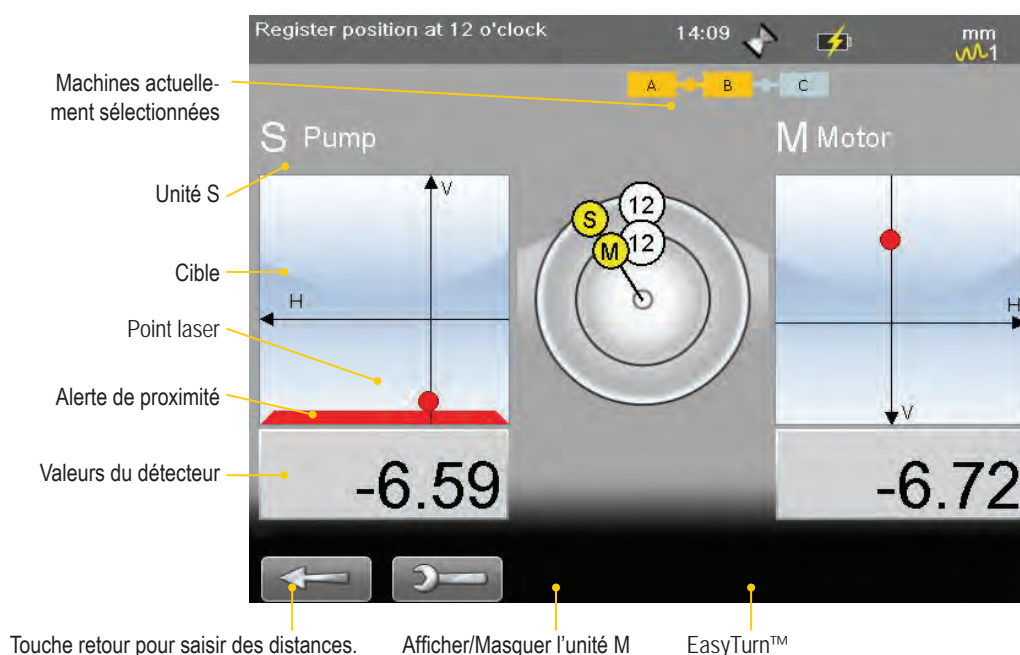 Register position at 12 o'clock
14:09
mm
1
Machines actuelle-
ment sélectionnées
A
B
C
S Pump
M Motor
Unité S
V
S
12
M
12
Cible
H
H
Point laser
Alerte de proximité
V
Valeurs du détecteur
-6.59
-6.72
Touche retour pour saisir des distances.
Afficher/Masquer l'unité M
EasyTurn™